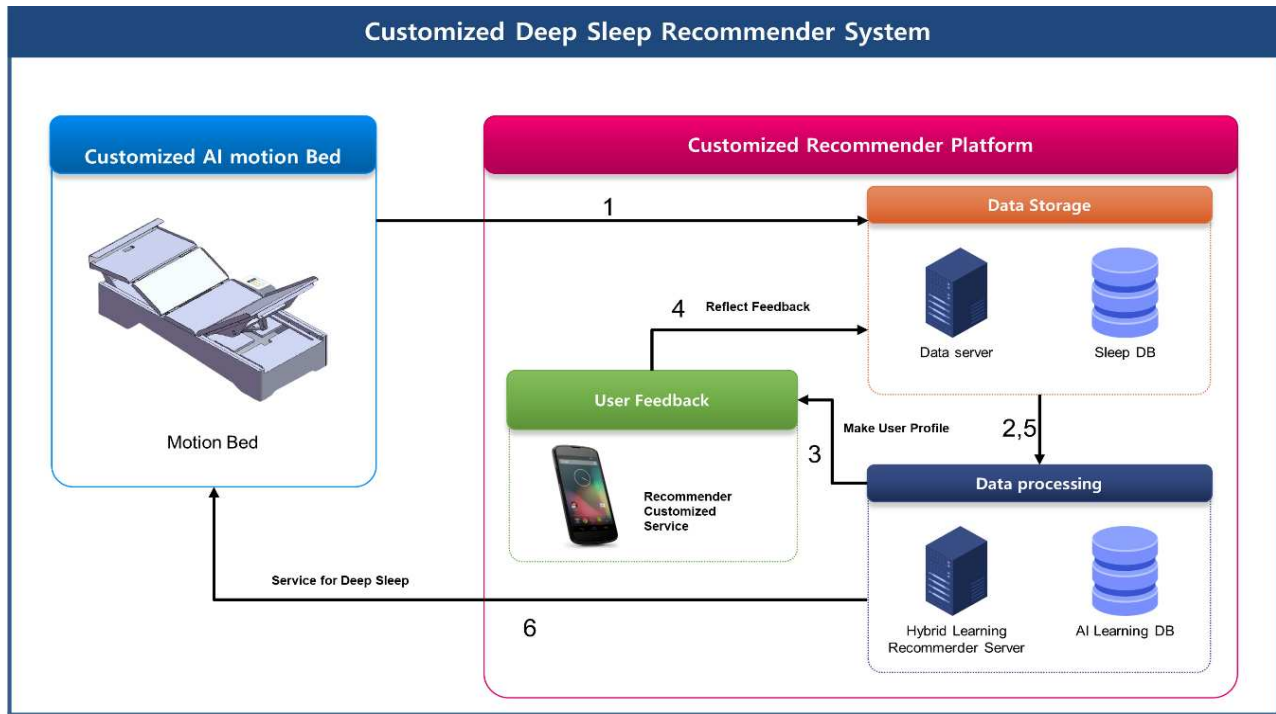 Customized Deep Sleep Recommender System
Customized AI motion Bed
Motion Bed
Customized Recommender Platform
1
Data Storage
Data server
Sleep DB
4
Reflect Feedback
User Feedback
Recommender
Customized
Service
Make User Profile
3
2,5
Data processing
Hybrid Learning
Recommerder Server
AI Learning DB
Service for Deep Sleep
6